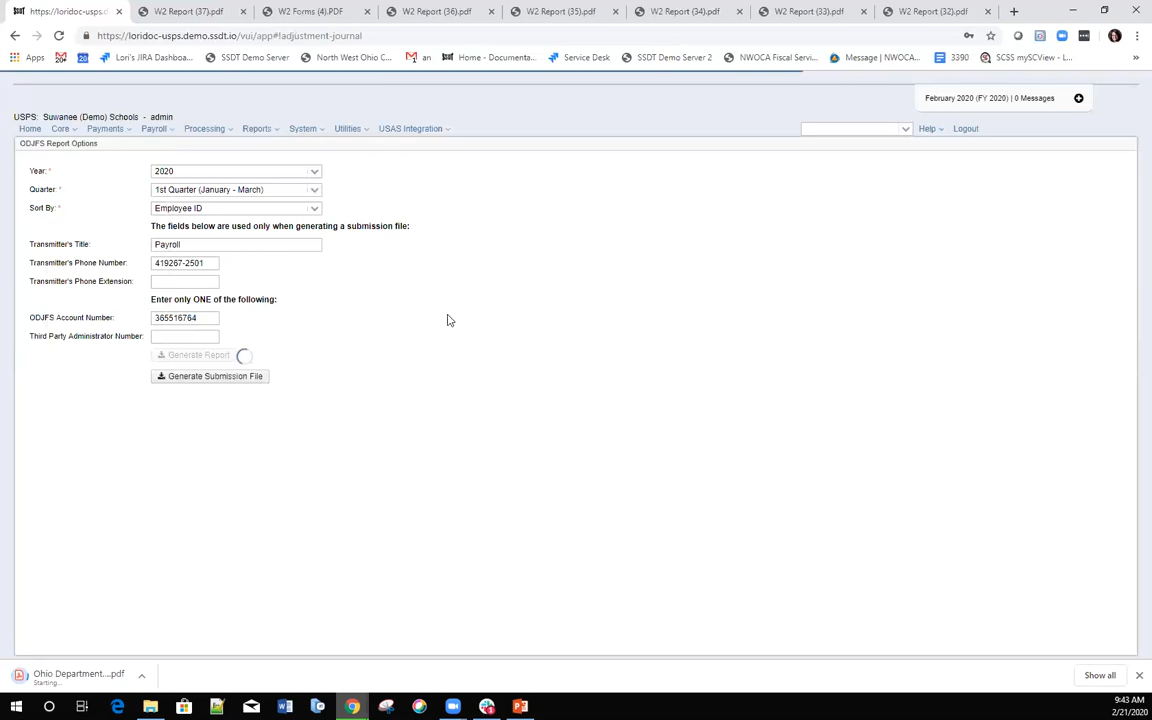 https://loridoc-usps.d
W2 Report (37).pdf
W2 Forms (4).PDF
W2 Report (36).pdf
W2 Report (35).pdf
W2 Report (34).pdf
W2 Report (33).pdf
W2 Report (32).pdf
https://loridoc-usps.demo.ssdt.io/vui/app#!adjustment-journal
Apps
Lori's JIRA Dashboa...
SSDT Demo Server
North West Ohio C...
an
Home - Documenta...
Service Desk
SSDT Demo Server 2
NWOCA Fiscal Servi...
Message | NWOCA...
3390
SCSS mySCView - L...
February 2020 (FY 2020) | 0 Messages
USPS: Suwanee (Demo) Schools - admin
Home Core Payments Payroll Processing Reports System Utilities USAS Integration Help Logout
ODJFS Report Options
Year: * 2020
Quarter: * 1st Quarter (January - March)
Sort By: * Employee ID
The fields below are used only when generating a submission file:
Transmitter's Title: Payroll
Transmitter's Phone Number: 419267-2501
Transmitter's Phone Extension:
Enter only ONE of the following:
ODJFS Account Number: 365516764
Third Party Administrator Number:
Generate Report
Generate Submission File
Ohio Department....pdf
Starting...
Show all
9:43 AM
2/21/2020